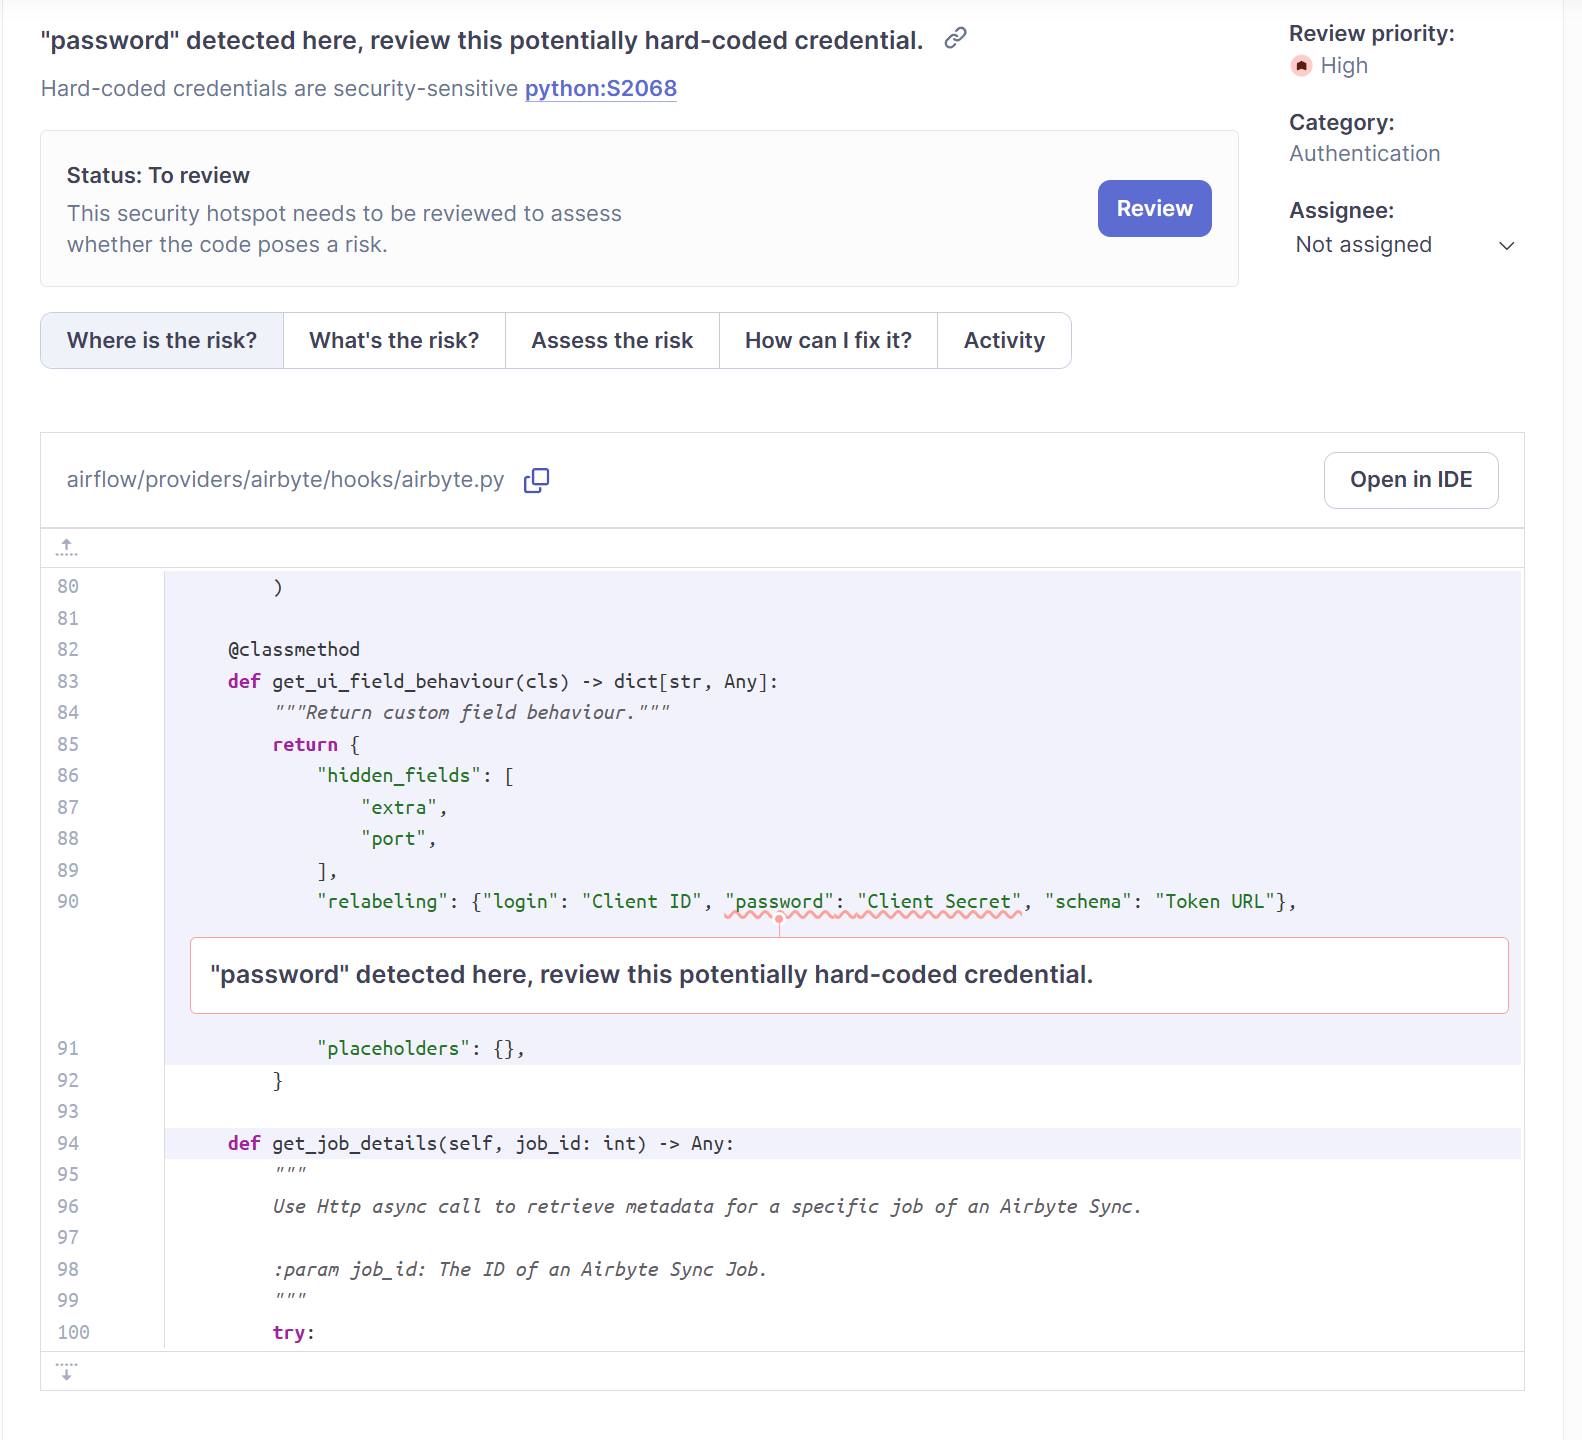 "password" detected here, review this potentially hard-coded credential.
Hard-coded credentials are security-sensitive python:S2068
Review priority:
High
Category:
Authentication
Assignee:
Not assigned
Status: To review
This security hotspot needs to be reviewed to assess
whether the code poses a risk.
Review
Where is the risk?
What's the risk?
Assess the risk
How can I fix it?
Activity
airflow/providers/airbyte/hooks/airbyte.py
Open in IDE
80         )
81
82     @classmethod
83     def get_ui_field_behaviour(cls) -> dict[str, Any]:
84         """Return custom field behaviour."""
85         return {
86             "hidden_fields": [
87                 "extra",
88                 "port",
89             ],
90             "relabeling": {"login": "Client ID", "password": "Client Secret", "schema": "Token URL"},
"password" detected here, review this potentially hard-coded credential.
91             "placeholders": {},
92         }
93
94     def get_job_details(self, job_id: int) -> Any:
95         """
96         Use Http async call to retrieve metadata for a specific job of an Airbyte Sync.
97
98         :param job_id: The ID of an Airbyte Sync Job.
99         """
100         try: